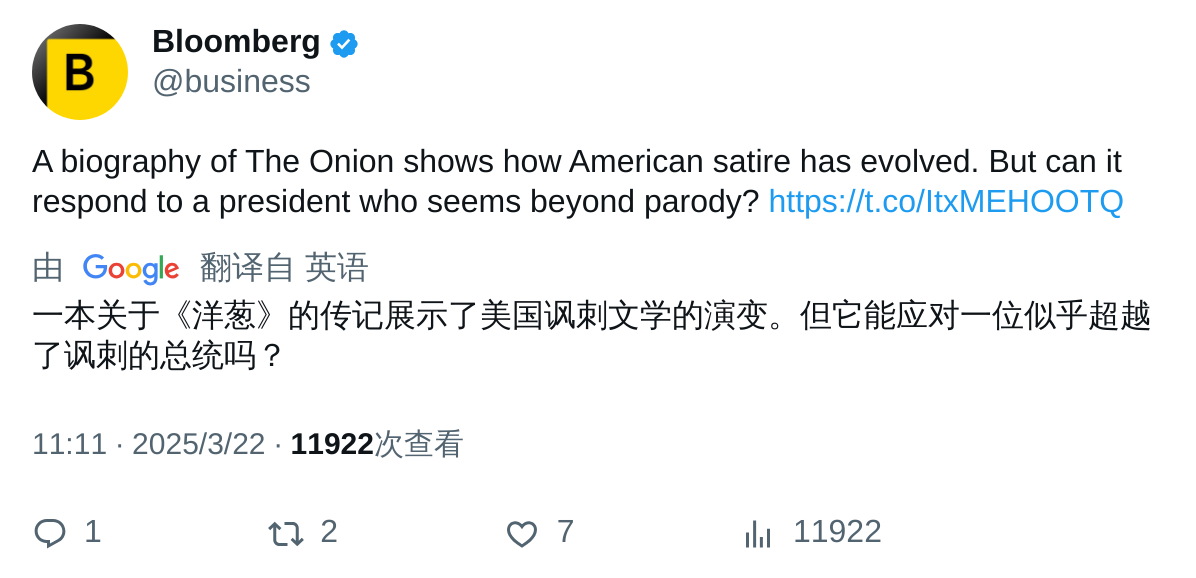 B
Bloomberg
@business
A biography of The Onion shows how American satire has evolved. But can it
respond to a president who seems beyond parody? https://t.co/ItxMEHOOTQ
由 Google 翻译自 英语
一本关于《洋葱》的传记展示了美国讽刺文学的演变。但它能应对一位似乎超越
了讽刺的总统吗？
11:11 · 2025/3/22 · 11922次查看
1 2 7 11922